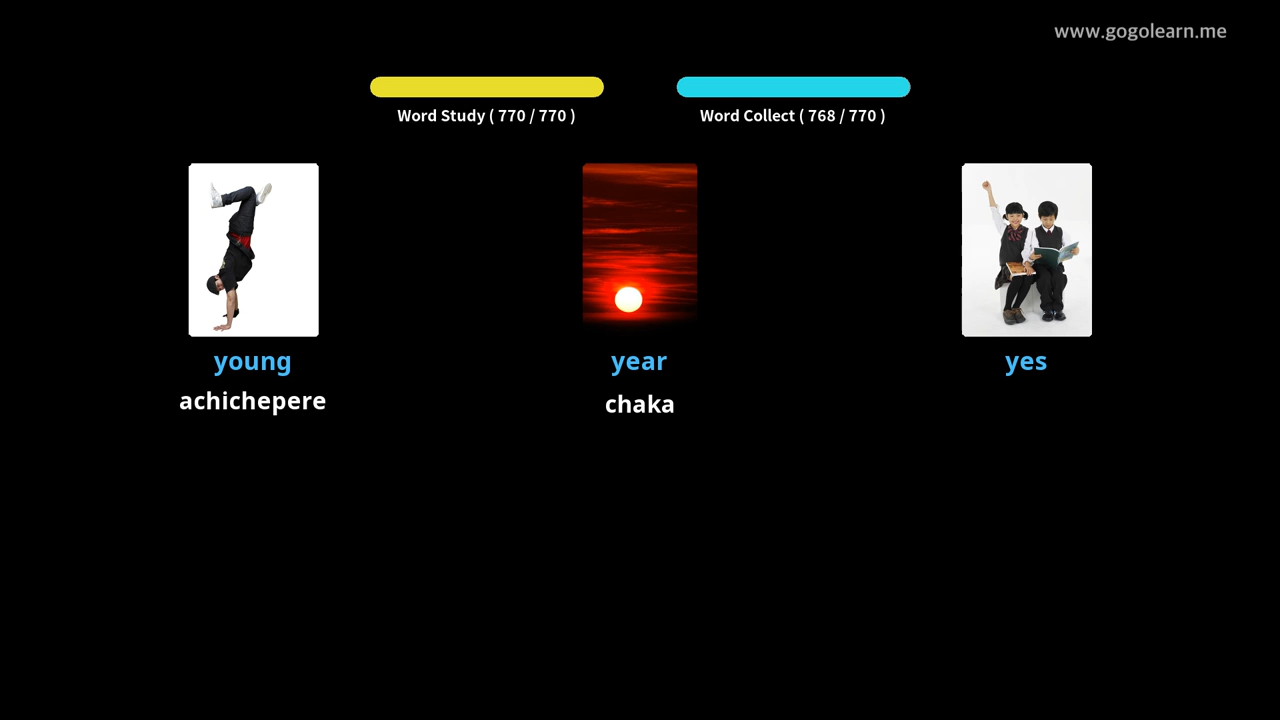 www.gogolearn.me
Word Study ( 770 / 770 )
Word Collect ( 768 / 770 )
young
year
yes
achichepere
chaka